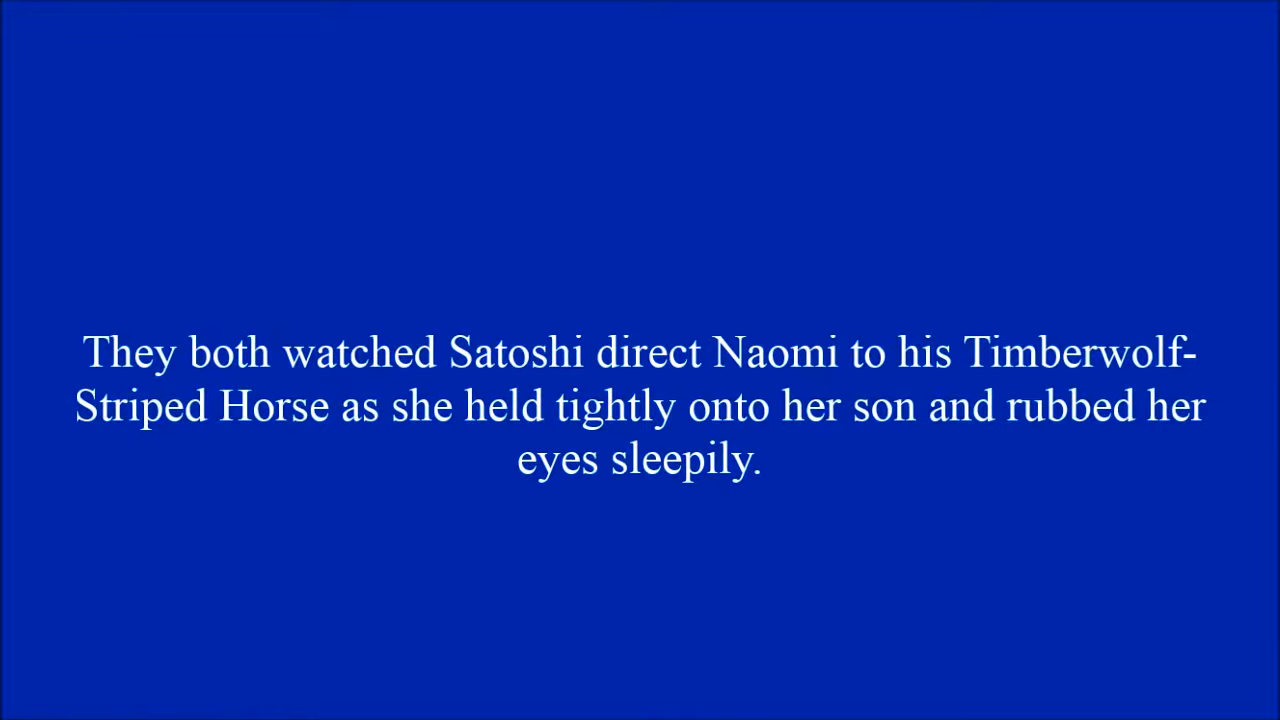 They both watched Satoshi direct Naomi to his Timberwolf-
Striped Horse as she held tightly onto her son and rubbed her
eyes sleepily.